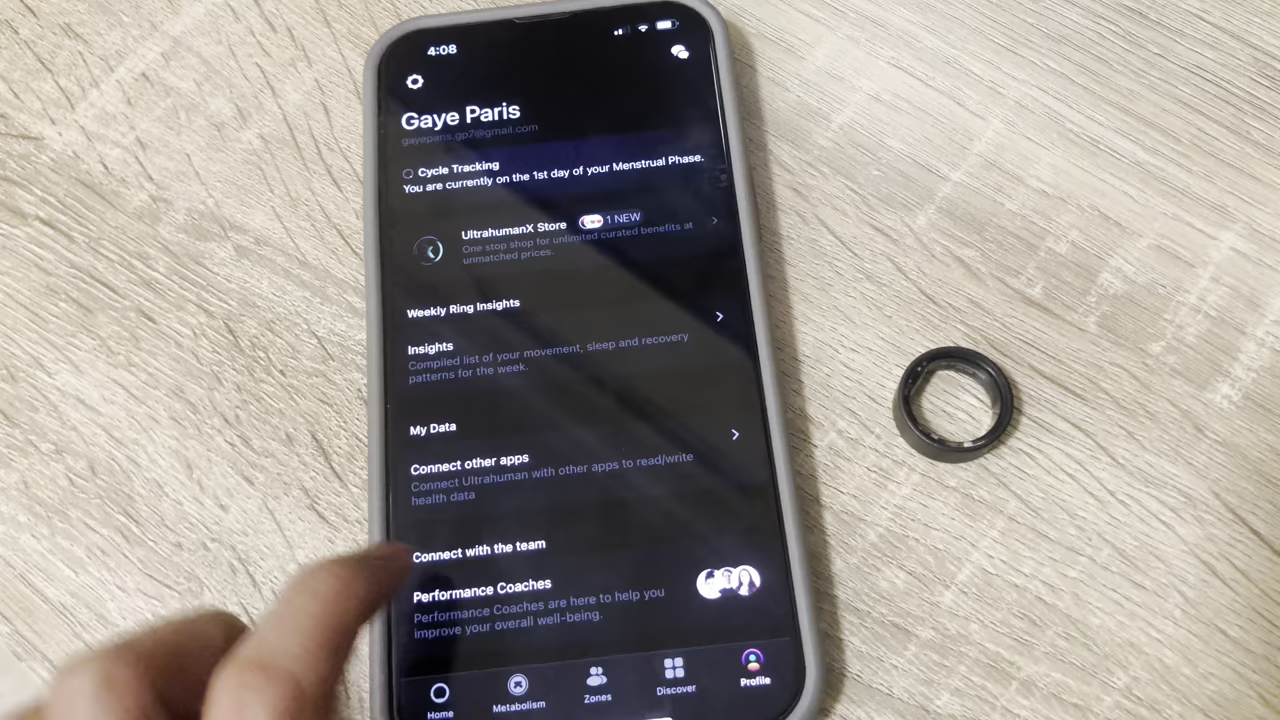 4:08
Gaye Paris
gayeparis.gp7@gmail.com
Cycle Tracking
You are currently on the 1st day of your Menstrual Phase.
UltrahumanX Store
1 NEW
One stop shop for unlimited curated benefits at
unmatched prices.
Weekly Ring Insights
Insights
Compiled list of your movement, sleep and recovery
patterns for the week.
My Data
Connect other apps
Connect Ultrahuman with other apps to read/write
health data
Connect with the team
Performance Coaches
Performance Coaches are here to help you
improve your overall well-being.
Home
Metabolism
Zones
Discover
Profile